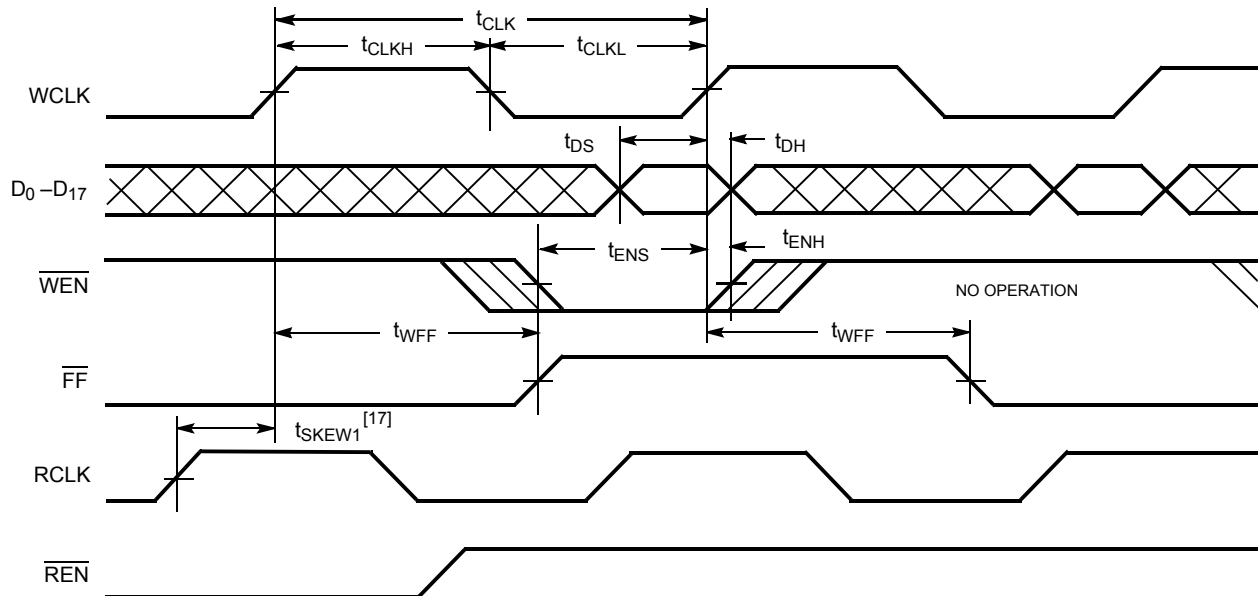 tCLK
tCLKH tCLKL
WCLK
tDS tDH
D0 –D17
tENS tENH
WEN
NO OPERATION
tWFF tWFF
FF
tSKEW1 [17]
RCLK
REN